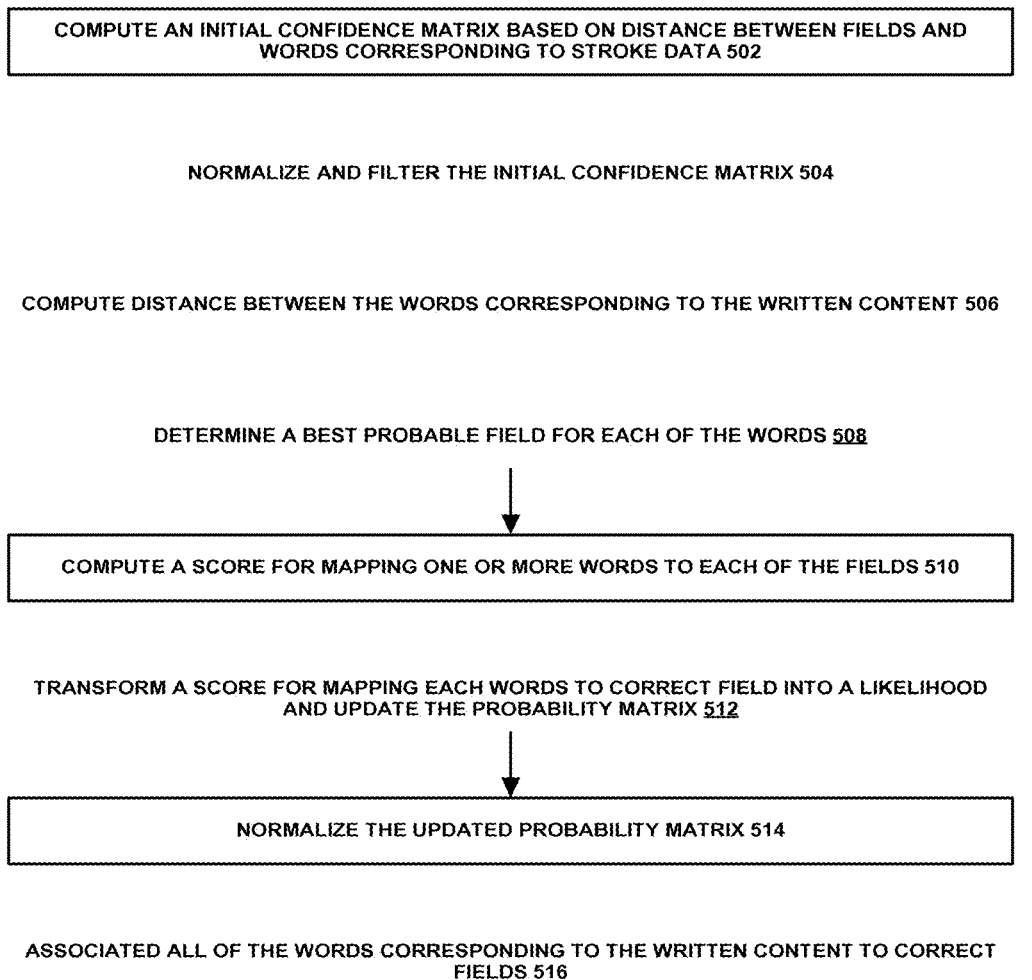 COMPUTE AN INITIAL CONFIDENCE MATRIX BASED ON DISTANCE BETWEEN FIELDS AND
WORDS CORRESPONDING TO STROKE DATA 502
NORMALIZE AND FILTER THE INITIAL CONFIDENCE MATRIX 504
COMPUTE DISTANCE BETWEEN THE WORDS CORRESPONDING TO THE WRITTEN CONTENT 506
DETERMINE A BEST PROBABLE FIELD FOR EACH OF THE WORDS 508
COMPUTE A SCORE FOR MAPPING ONE OR MORE WORDS TO EACH OF THE FIELDS 510
TRANSFORM A SCORE FOR MAPPING EACH WORDS TO CORRECT FIELD INTO A LIKELIHOOD
AND UPDATE THE PROBABILITY MATRIX 512
NORMALIZE THE UPDATED PROBABILITY MATRIX 514
ASSOCIATED ALL OF THE WORDS CORRESPONDING TO THE WRITTEN CONTENT TO CORRECT
FIELDS 516